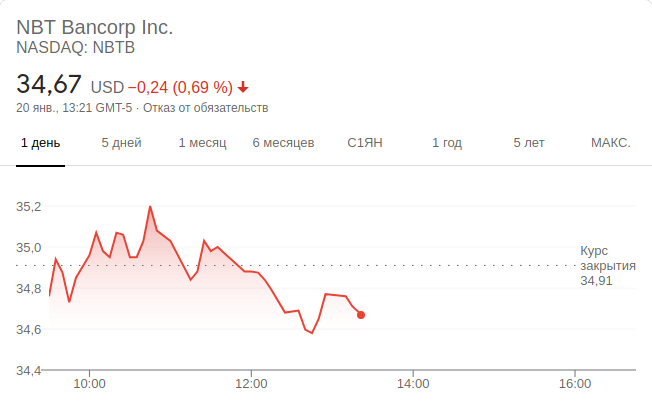 NBT Bancorp Inc.
NASDAQ: NBTB
34,67 USD −0,24 (0,69 %)
20 янв., 13:21 GMT-5 · Отказ от обязательств
1 день 5 дней 1 месяц 6 месяцев С1ЯН 1 год 5 лет МАКС.
35,2
35,0
34,8
34,6
34,4
Курс
закрытия
34,91
10:00 12:00 14:00 16:00